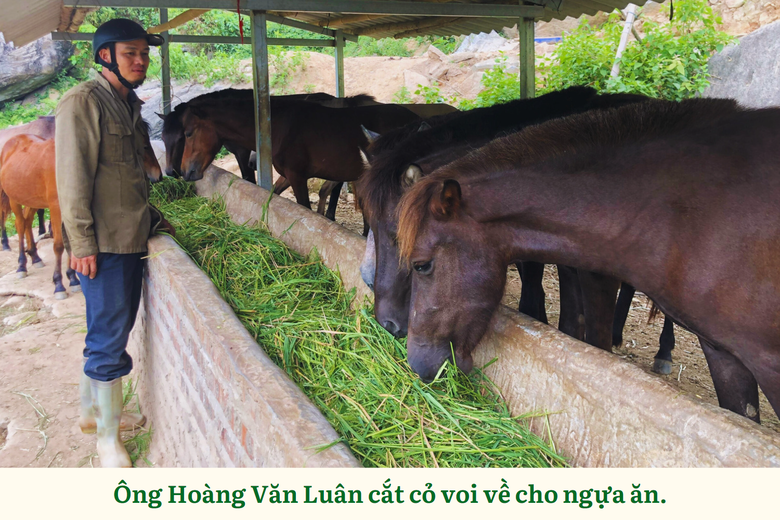 Ông Hoàng Văn Luân cắt cỏ voi về cho ngựa ăn.